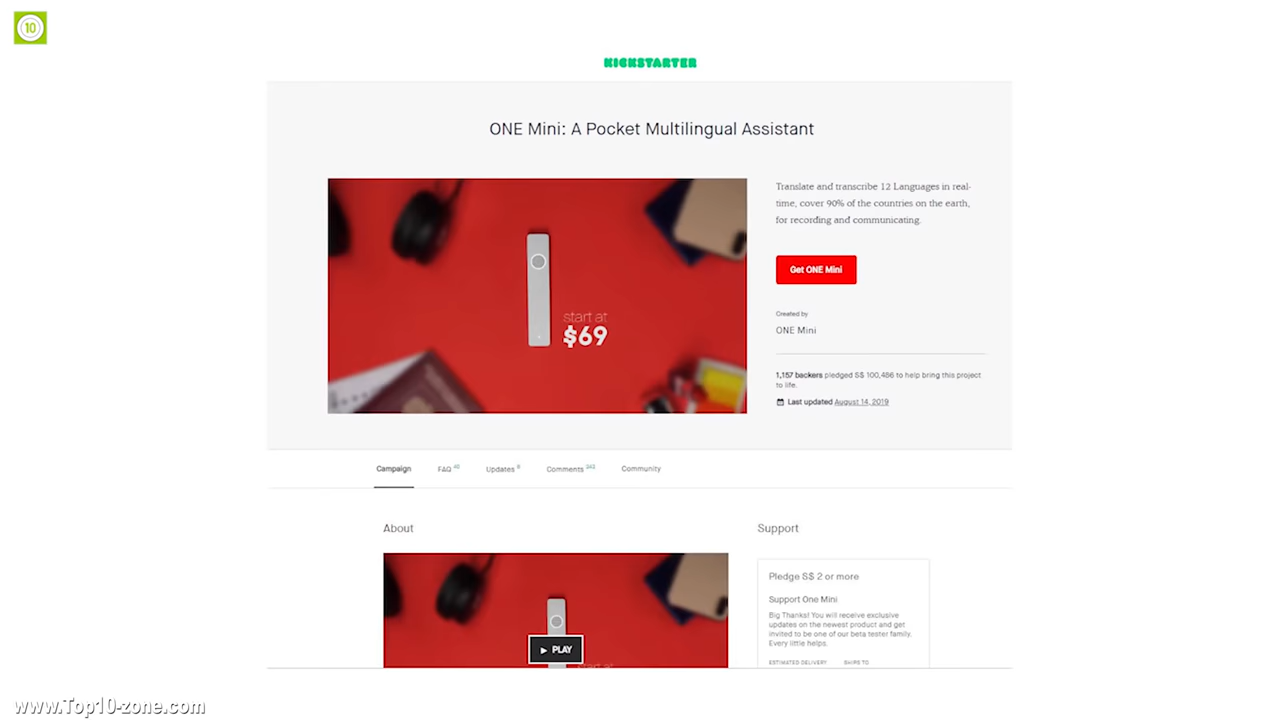 10
KICKSTARTER
ONE Mini: A Pocket Multilingual Assistant
Translate and transcribe 12 Languages in real-
time, cover 90% of the countries on the earth,
for recording and communicating.
start at
$69
Get ONE Mini
Created by
ONE Mini
1,157 backers pledged S$ 100,486 to help bring this project
to life.
Last updated August 14, 2019
Campaign FAQ Updates Comments Community
About
Support
Pledge S$ 2 or more
Support One Mini
Big Thanks! You will receive exclusive
updates on the newest product and get
invited to be one of our beta tester family.
Every little helps.
PLAY
start at
ESTIMATED DELIVERY SHIPS TO
www.Top10-zone.com